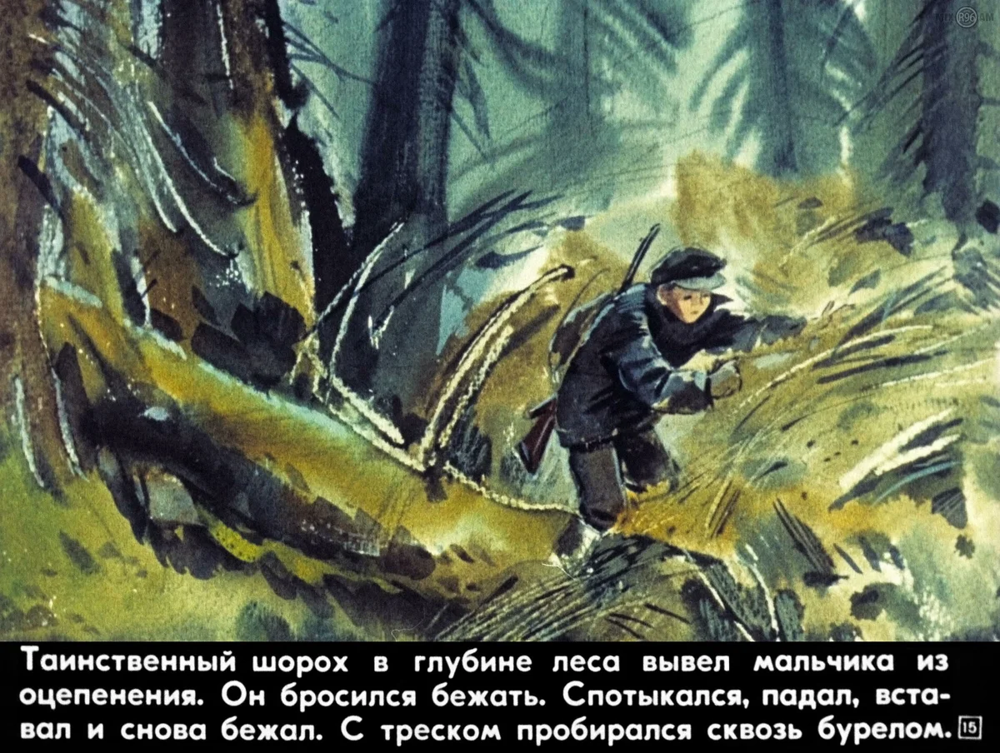 R96
Таинственный шорох в глубине леса вывел мальчика из
оцепенения. Он бросился бежать. Спотыкался, падал, вста-
вал и снова бежал. С треском пробирался сквозь бурелом. 15